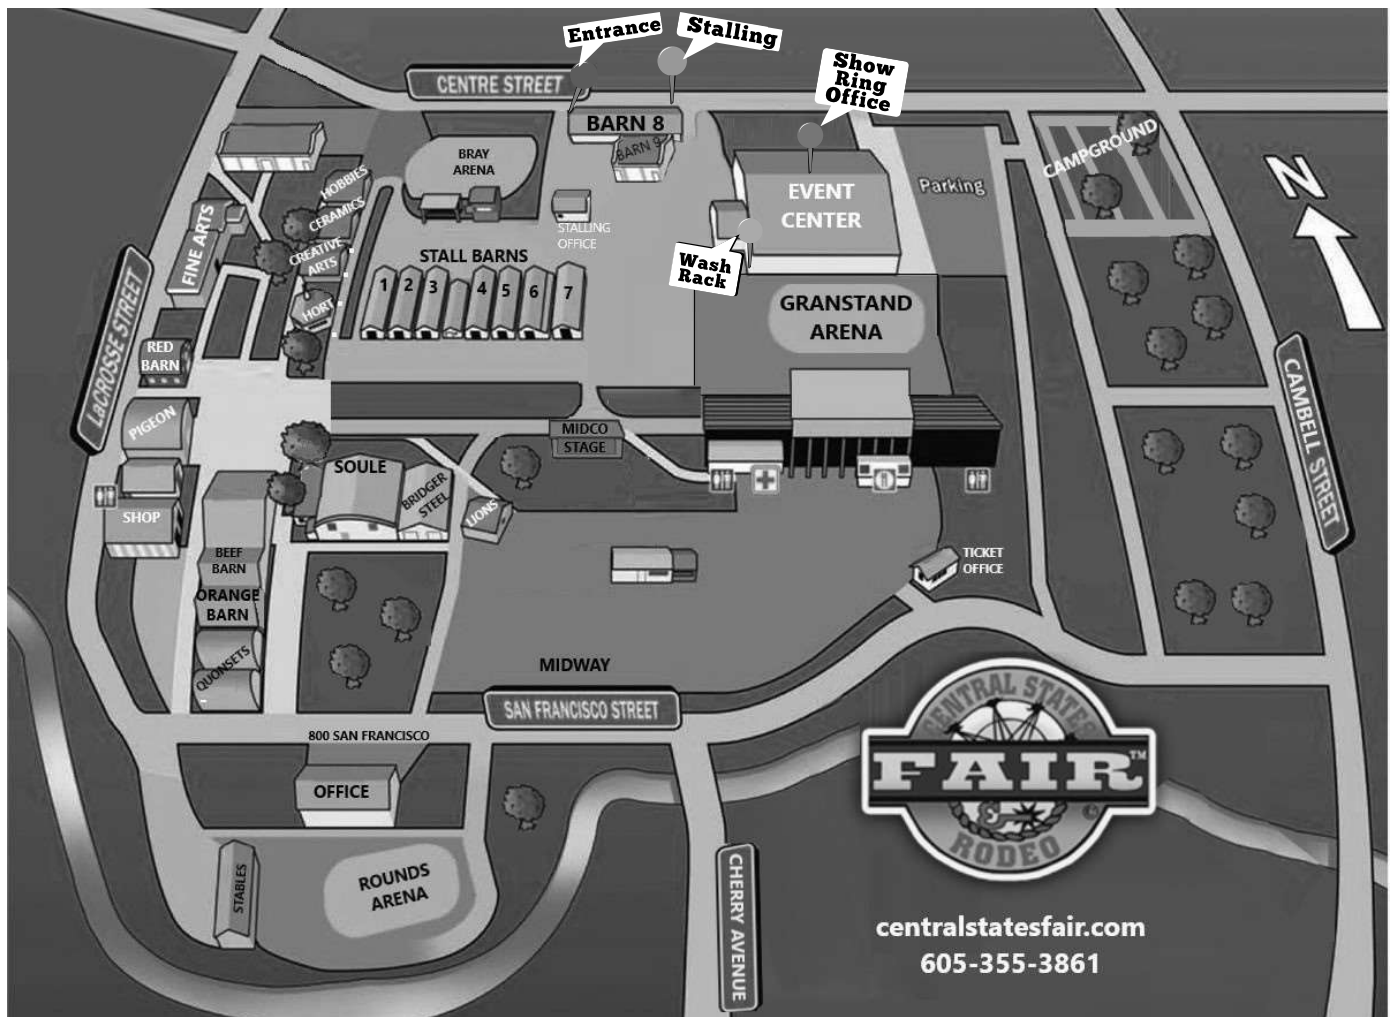 Entrance
Stalling
Show
Ring
Office
CENTRE STREET
BARN 8
BARN 9
BRAY
ARENA
EVENT
CENTER
Parking
CAMPGROUND
N
HOBBIES
CERAMICS
CREATIVE
ARTS
HORT
FINE ARTS
STALLING
OFFICE
STALL BARNS
1
2
3
4
5
6
7
Wash
Rack
GRANSTAND
ARENA
LaCROSSE STREET
RED
BARN
PIGEON
SHOP
CAMBELL STREET
MIDCO
STAGE
SOULE
BRIDGER
STEEL
LIONS
BEEF
BARN
ORANGE
BARN
QUONSETS
TICKET
OFFICE
MIDWAY
SAN FRANCISCO STREET
800 SAN FRANCISCO
OFFICE
STABLES
ROUNDS
ARENA
CHERRY AVENUE
CENTRAL STATES
FAIR™
RODEO
centralstatesfair.com
605-355-3861